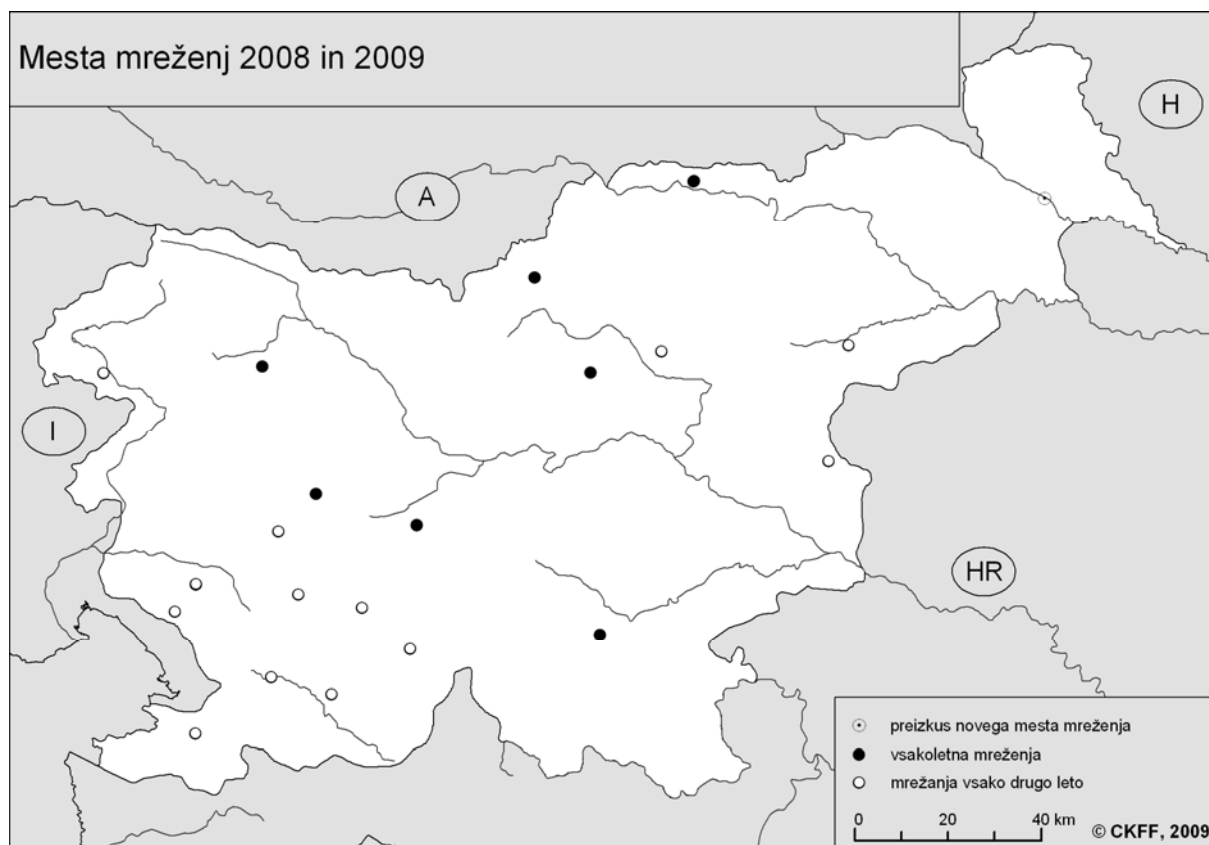 Mesta mreženj 2008 in 2009
H
A
I
HR
preizkus novega mesta mreženja
vsakoletna mreženja
mrežanja vsako drugo leto
0 20 40 km
© CKFF, 2009